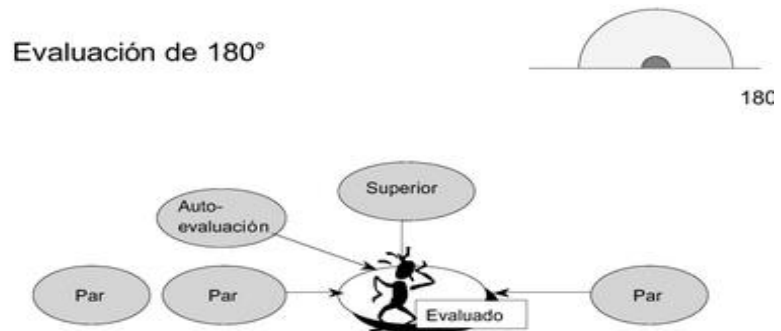 Evaluación de 180°
180
Superior
Auto-
evaluación
Par
Par
Par
Evaluado